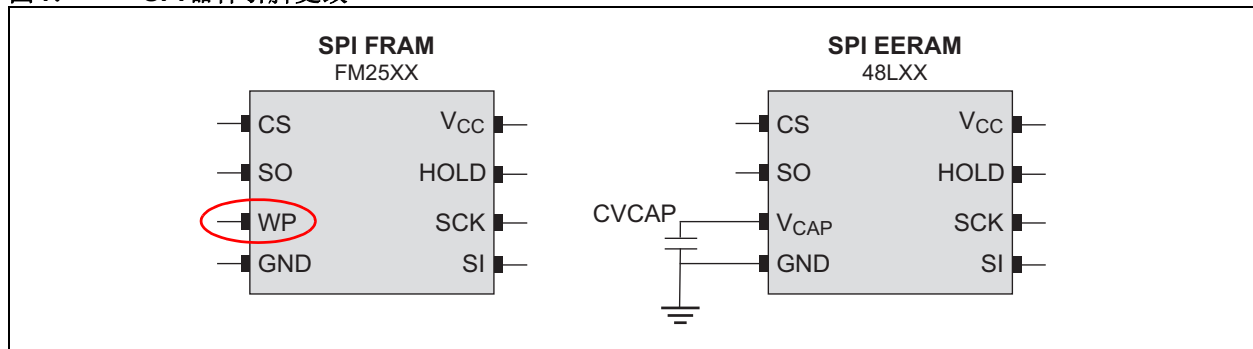 SPI FRAM
FM25XX
CS
VCC
SO
HOLD
WP
SCK
GND
SI
SPI EERAM
48LXX
CS
VCC
SO
HOLD
CVCAP
VCAP
SCK
GND
SI